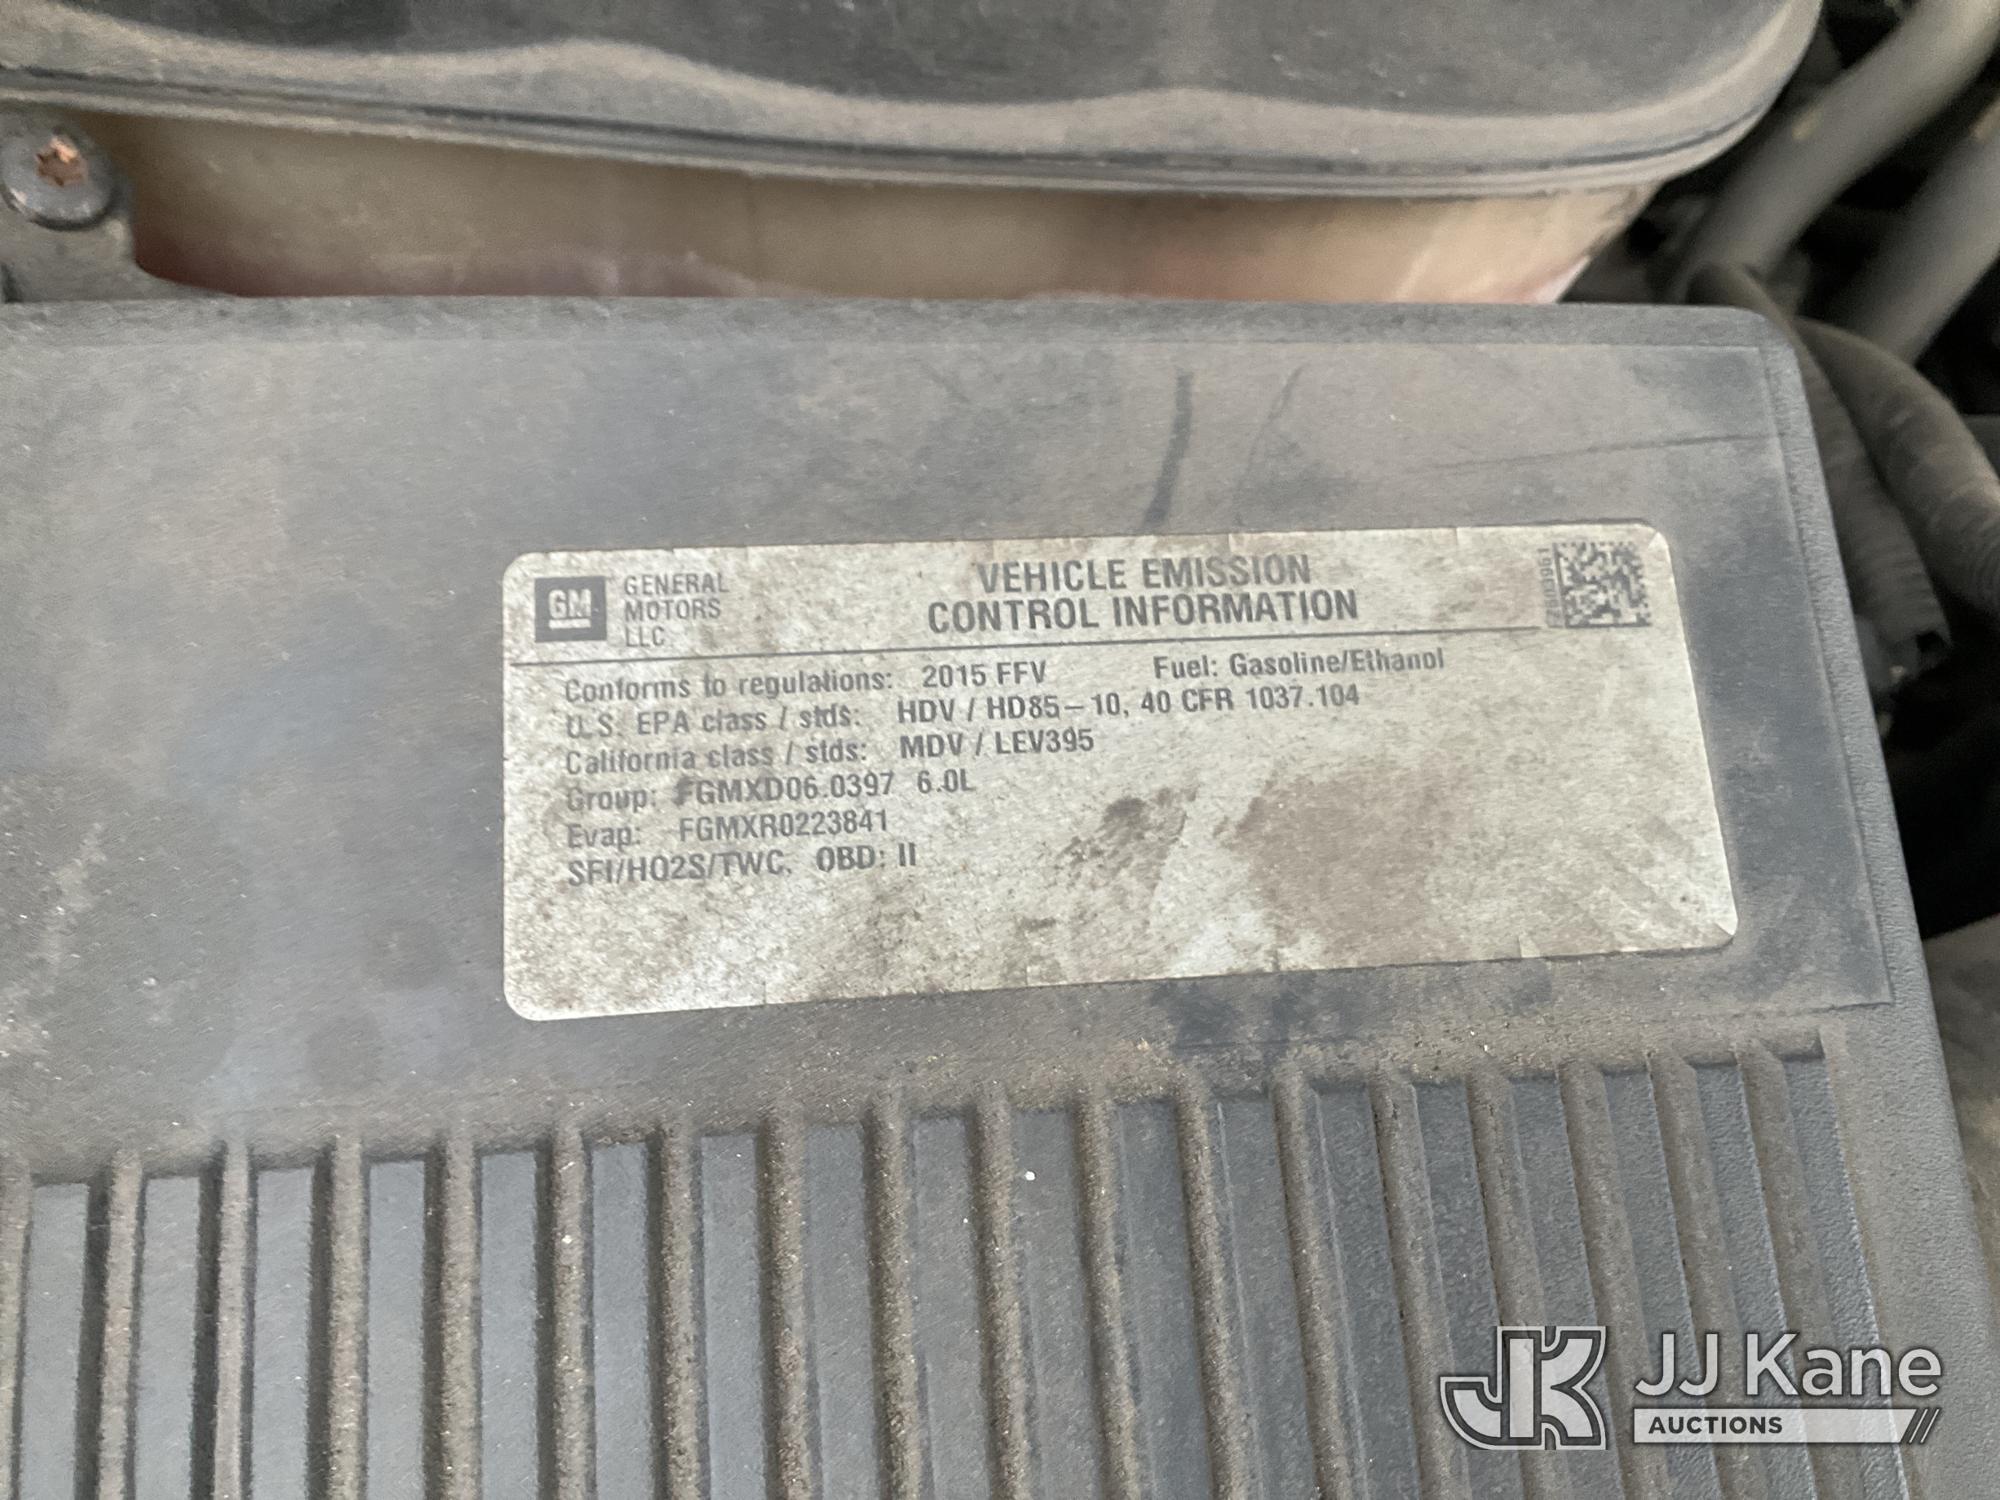 GM
GENERAL
MOTORS
LLC
VEHICLE EMISSION
CONTROL INFORMATION
Conforms to regulations: 2015 FFV Fuel: Gasoline/Ethanol
U.S. EPA class / stds: HDV / HD85-10, 40 CFR 1037.104
California class / stds: MDV / LEV395
Group: FGMXD06.0397 6.0L
Evap: FGMXR0223841
SFI/HO2S/TWC, OBD: II
JK
JJ Kane
AUCTIONS